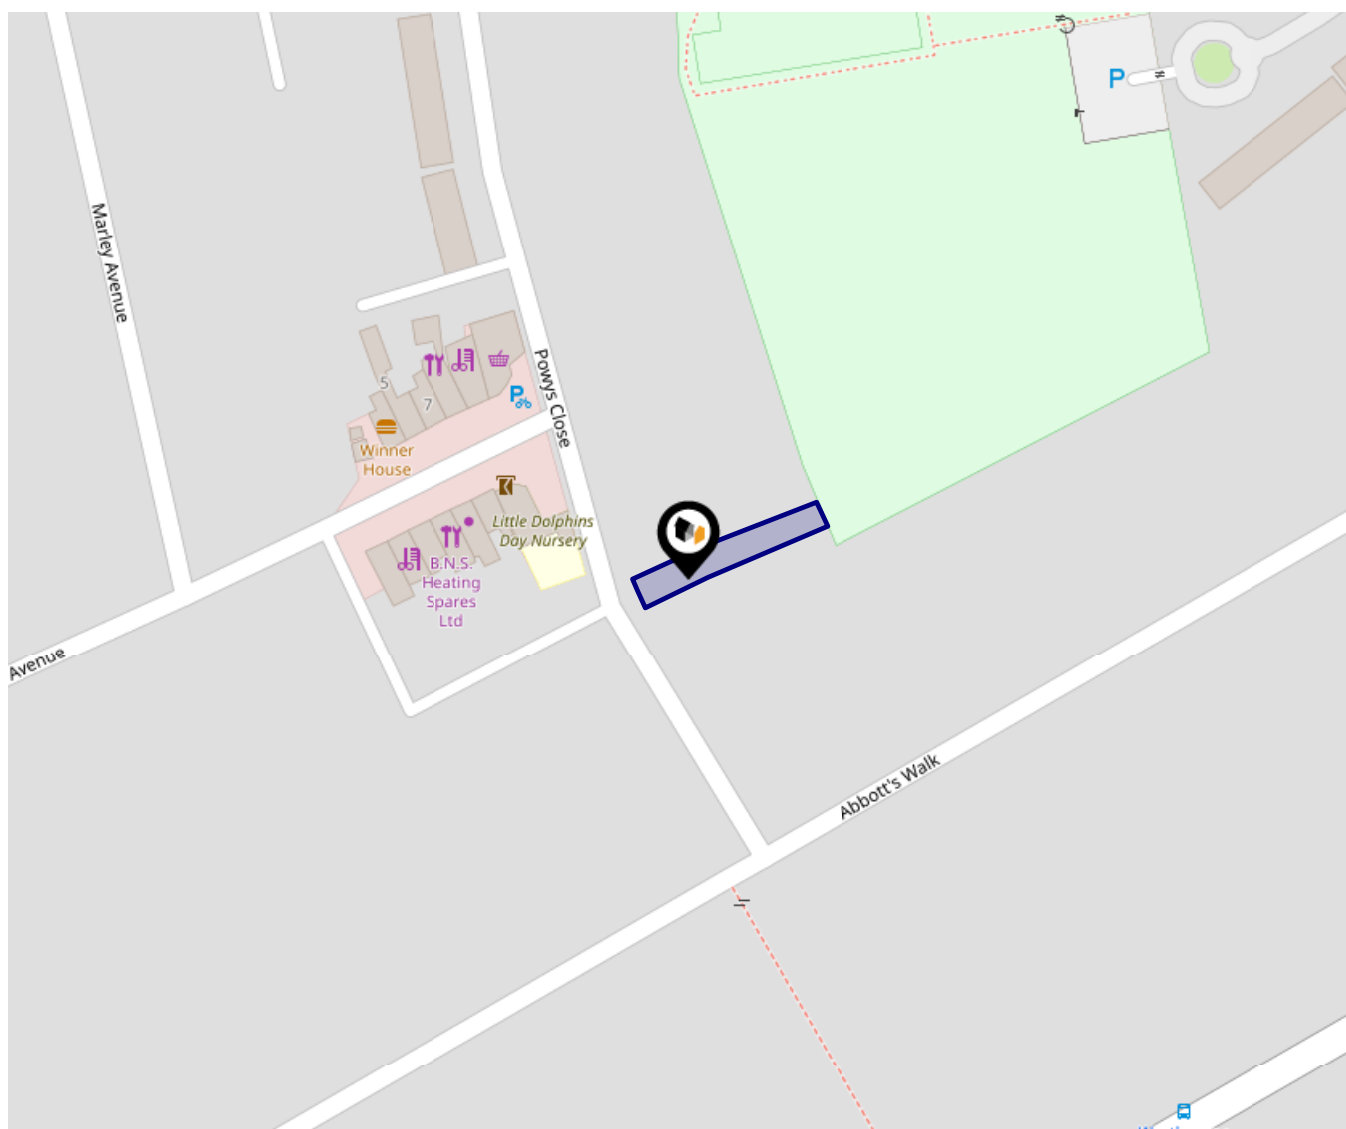 P
Marley Avenue
Powys Close
5
7
P
Winner
House
Little Dolphins
Day Nursery
B.N.S.
Heating
Spares
Ltd
Avenue
Abbott's Walk